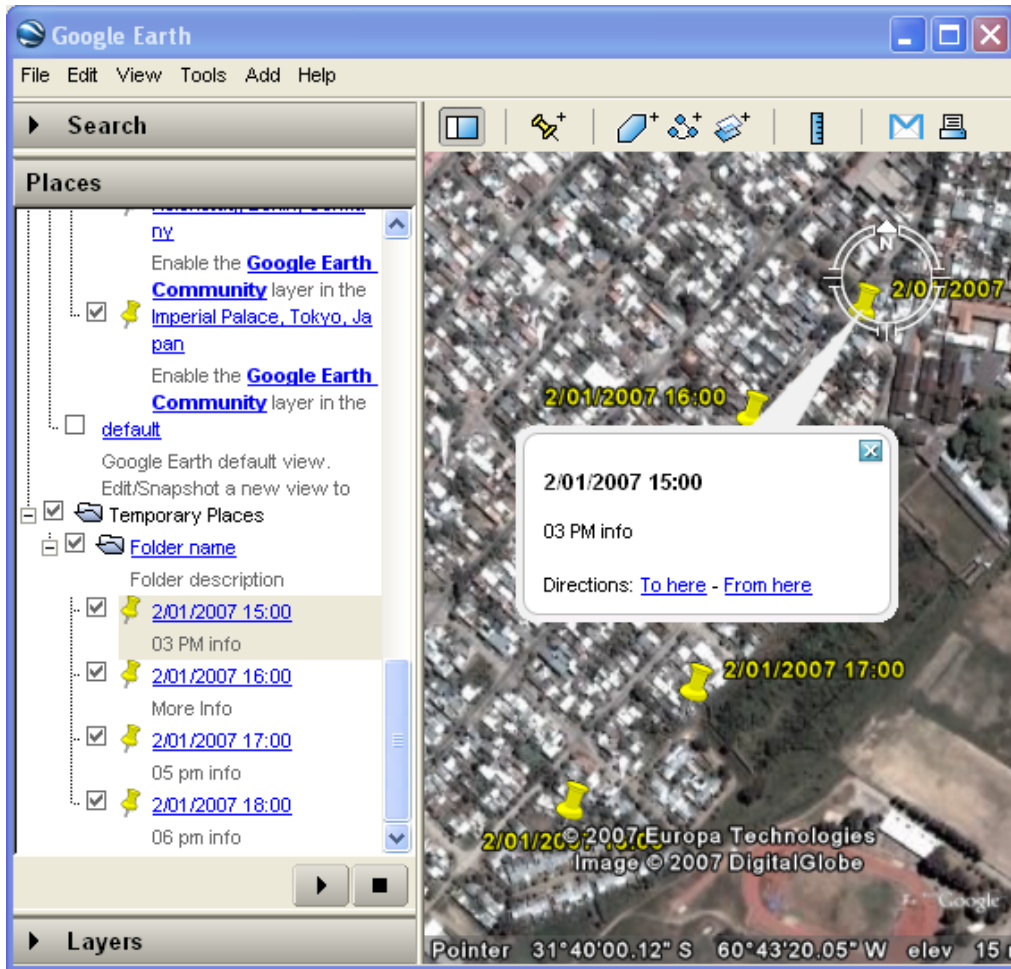 Google Earth
File Edit View Tools Add Help
Search
Places
ny
Enable the Google Earth
Community layer in the
Imperial Palace, Tokyo, Ja
pan
Enable the Google Earth
Community layer in the
default
Google Earth default view.
Edit/Snapshot a new view to
Temporary Places
Folder name
Folder description
2/01/2007 15:00
03 PM info
2/01/2007 16:00
More Info
2/01/2007 17:00
05 pm info
2/01/2007 18:00
06 pm info
Layers
N
2/01/2007
2/01/2007 16:00
2/01/2007 15:00
03 PM info
Directions: To here - From here
2/01/2007 17:00
© 2007 Europa Technologies
Image © 2007 DigitalGlobe
Google
Pointer 31°40'00.12" S 60°43'20.05" W elev 15